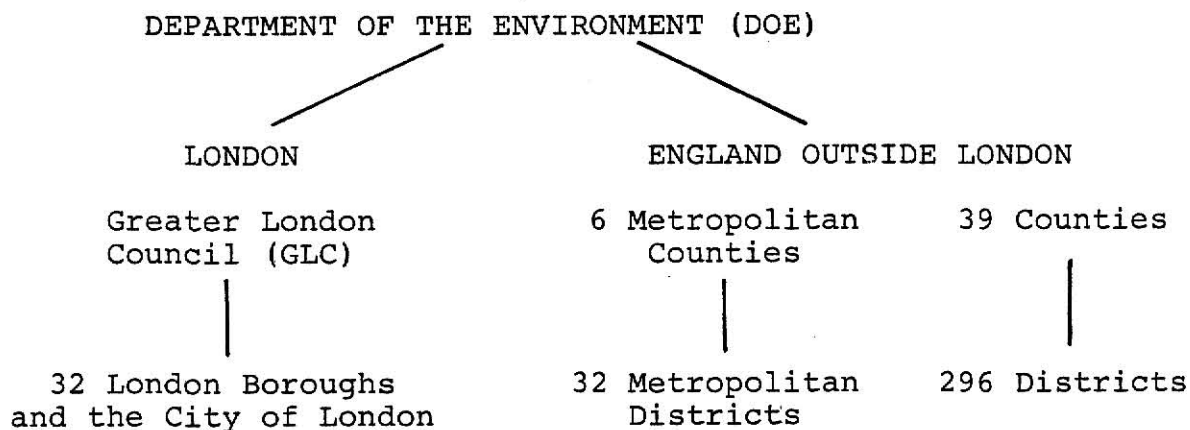 DEPARTMENT OF THE ENVIRONMENT (DOE)
LONDON
ENGLAND OUTSIDE LONDON
Greater London
Council (GLC)
6 Metropolitan
Counties
39 Counties
32 London Boroughs
and the City of London
32 Metropolitan
Districts
296 Districts